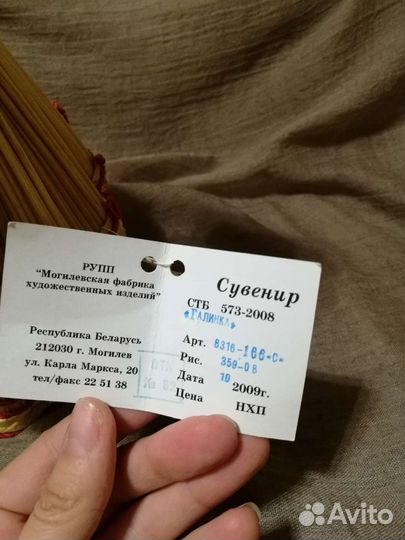 РУПП
"Могилевская фабрика
художественных изделий"
Республика Беларусь
212030 г. Могилев
ул. Карла Маркса, 20
тел/факс 22 51 38
ОТК
Сувенир
СТБ 573-2008
«ГАЛИНКА»
Арт. 8316-166«С»
Рис. 359-08
Дата 10 2009г.
Цена НХП
Avito